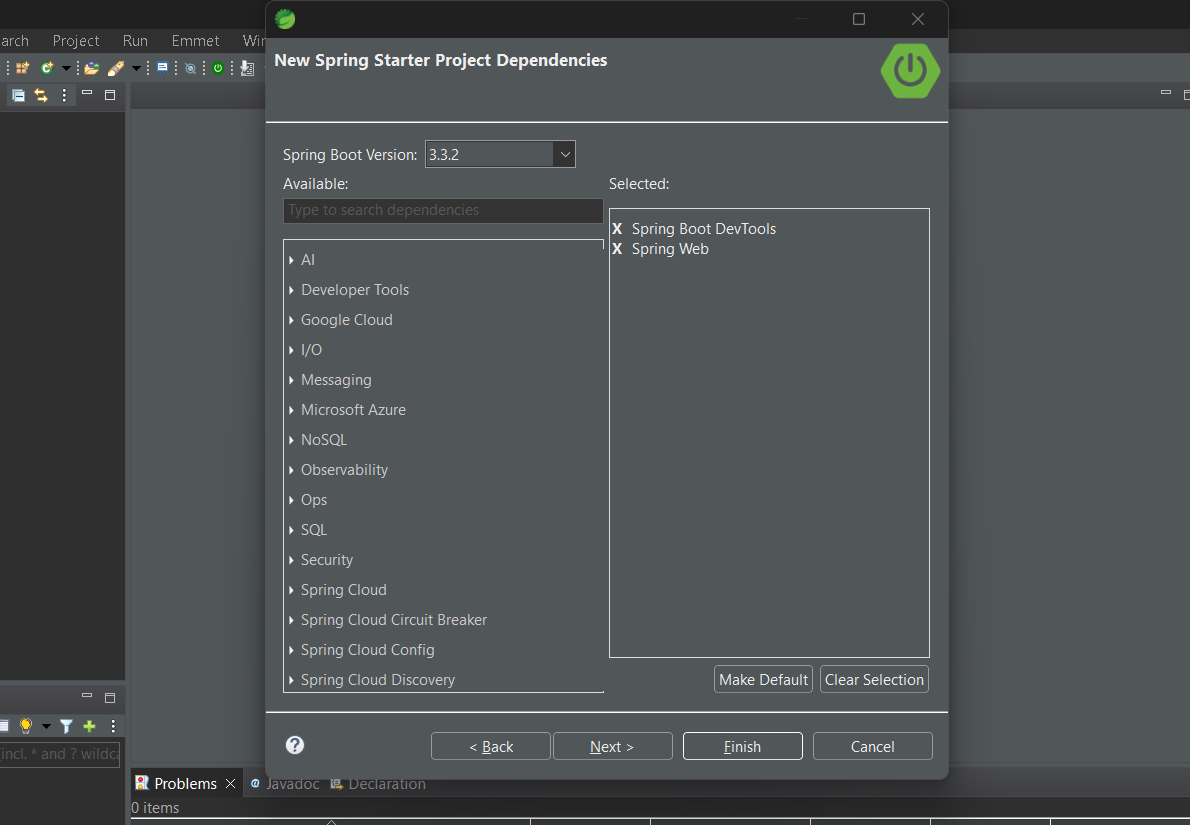 arch Project Run Emmet Wir
New Spring Starter Project Dependencies
Spring Boot Version: 3.3.2
Available:
Selected:
Type to search dependencies
X Spring Boot DevTools
X Spring Web
AI
Developer Tools
Google Cloud
I/O
Messaging
Microsoft Azure
NoSQL
Observability
Ops
SQL
Security
Spring Cloud
Spring Cloud Circuit Breaker
Spring Cloud Config
Spring Cloud Discovery
Make Default Clear Selection
< Back Next > Finish Cancel
(incl. * and ? wildca
Problems Javadoc Declaration
0 items